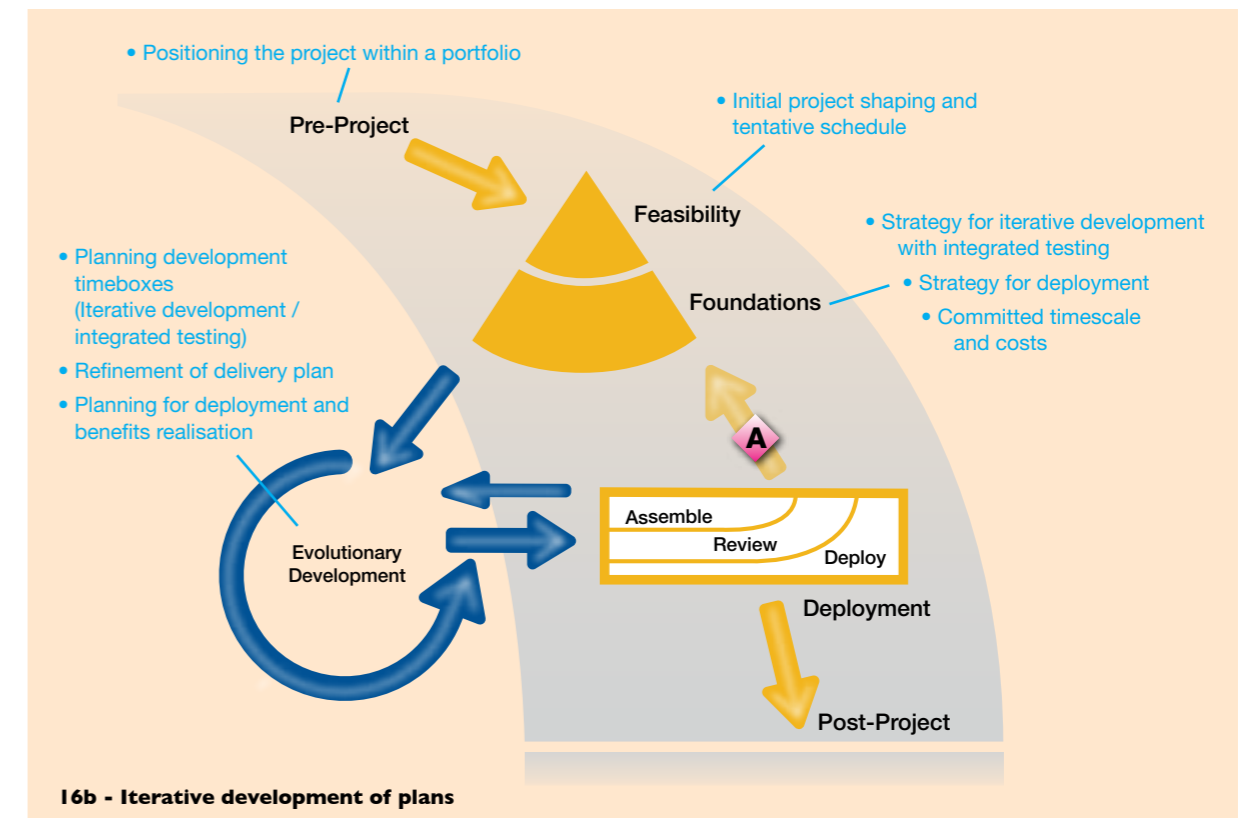 • Positioning the project within a portfolio
Pre-Project
• Initial project shaping and
tentative schedule
Feasibility
• Strategy for iterative development
with integrated testing
• Strategy for deployment
• Committed timescale
and costs
Foundations
• Planning development
timeboxes
(Iterative development /
integrated testing)
• Refinement of delivery plan
• Planning for deployment and
benefits realisation
A
Evolutionary
Development
Assemble
Review
Deploy
Deployment
Post-Project
16b - Iterative development of plans